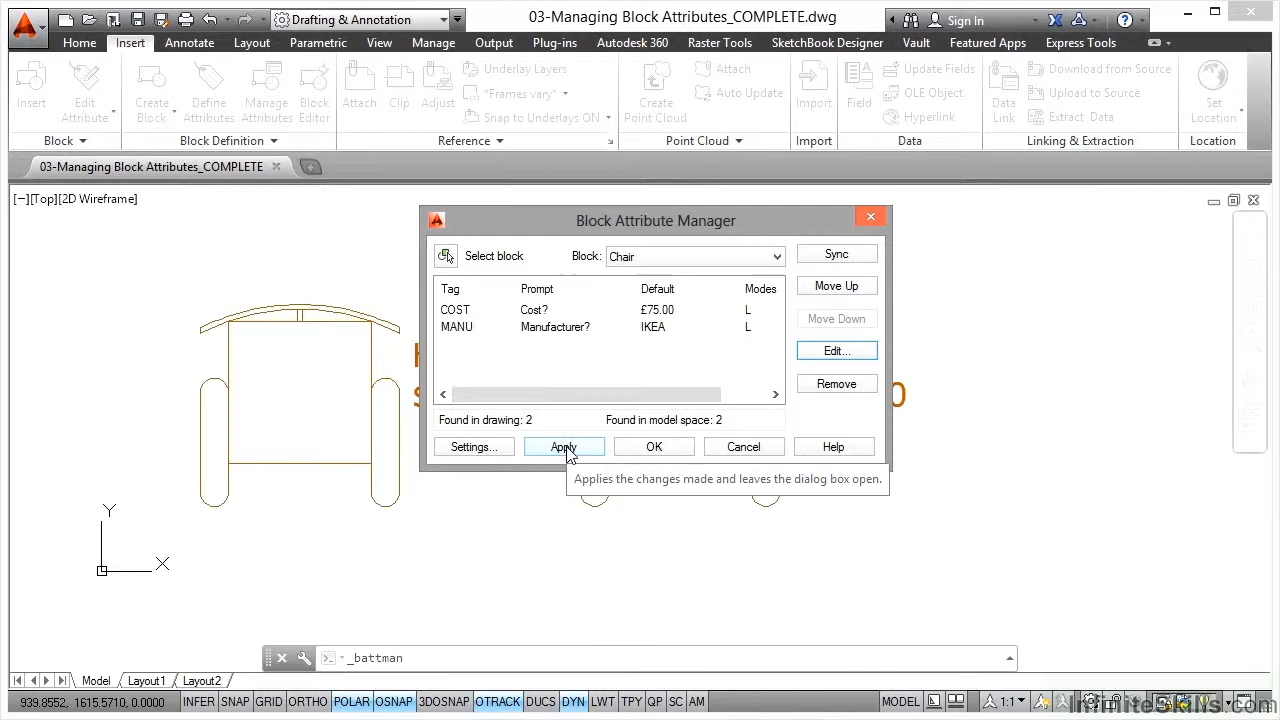 Drafting & Annotation
03-Managing Block Attributes_COMPLETE.dwg
Sign In
Home Insert Annotate Layout Parametric View Manage Output Plug-ins Autodesk 360 Raster Tools SketchBook Designer Vault Featured Apps Express Tools
Insert
Edit Attribute
Create Block
Define Attributes
Manage Attributes
Block Editor
Attach
Clip
Adjust
Underlay Layers
*Frames vary*
Snap to Underlays ON
Create Point Cloud
Attach
Auto Update
Import
Field
Update Fields
OLE Object
Hyperlink
Data Link
Download from Source
Upload to Source
Extract Data
Set Location
Block Block Definition Reference Point Cloud Import Data Linking & Extraction Location
03-Managing Block Attributes_COMPLETE
[−][Top][2D Wireframe]
Block Attribute Manager
Select block Block: Chair Sync
Tag Prompt Default Modes Move Up
COST Cost? £75.00 L
MANU Manufacturer? IKEA L
Move Down
Edit...
Remove
Found in drawing: 2 Found in model space: 2
Settings... Apply OK Cancel Help
Applies the changes made and leaves the dialog box open.
Y
X
_battman
Model Layout1 Layout2
939.8552, 1615.5710, 0.0000 INFER SNAP GRID ORTHO POLAR OSNAP 3DOSNAP OTRACK DUCS DYN LWT TPY QP SC AM MODEL 1:1
InfiniteSkills.com